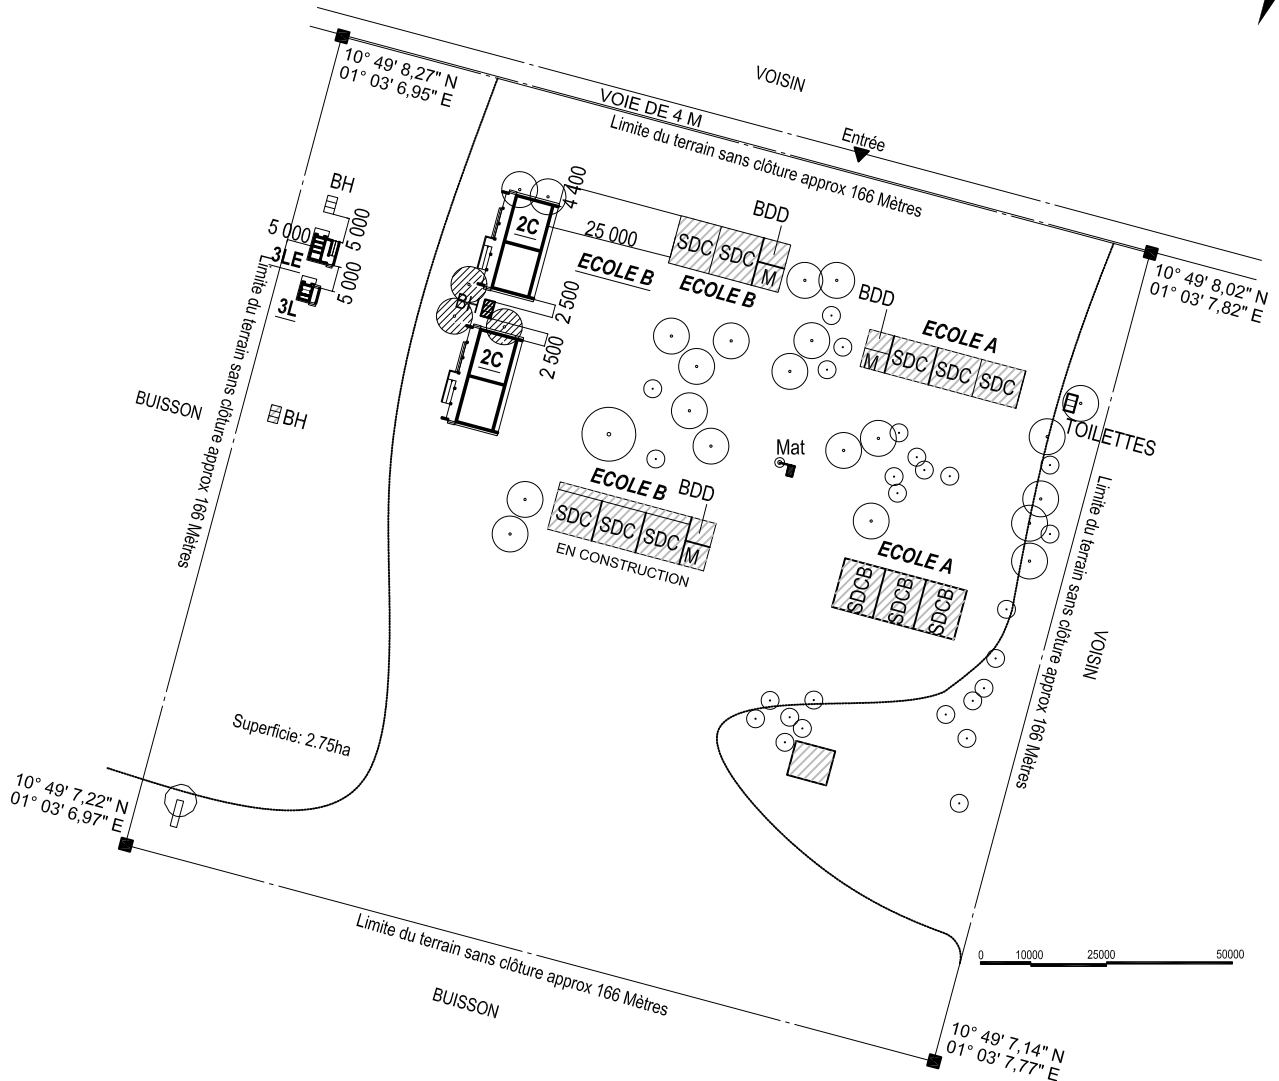 VOISIN
10° 49' 8,27" N
01° 03' 6,95" E
VOIE DE 4 M
Entrée
Limite du terrain sans clôture approx 166 Mètres
BH
5 000
5 000
3LE
5 000
3L
4 400
2C
25 000
ECOLE B
SDC
SDC
BDD
M
ECOLE B
10° 49' 8,02" N
01° 03' 7,82" E
BH
2 500
2 500
2C
BDD
ECOLE A
M
SDC
SDC
SDC
BUISSON
Limite du terrain sans clôture approx 166 Mètres
BH
TOILETTES
Mat
ECOLE B
BDD
SDC
SDC
SDC
M
EN CONSTRUCTION
ECOLE A
SDCB
SDCB
SDCB
Limite du terrain sans clôture approx 166 Mètres
VOISIN
Superficie: 2.75ha
10° 49' 7,22" N
01° 03' 6,97" E
Limite du terrain sans clôture approx 166 Mètres
BUISSON
0 10000 25000 50000
10° 49' 7,14" N
01° 03' 7,77" E